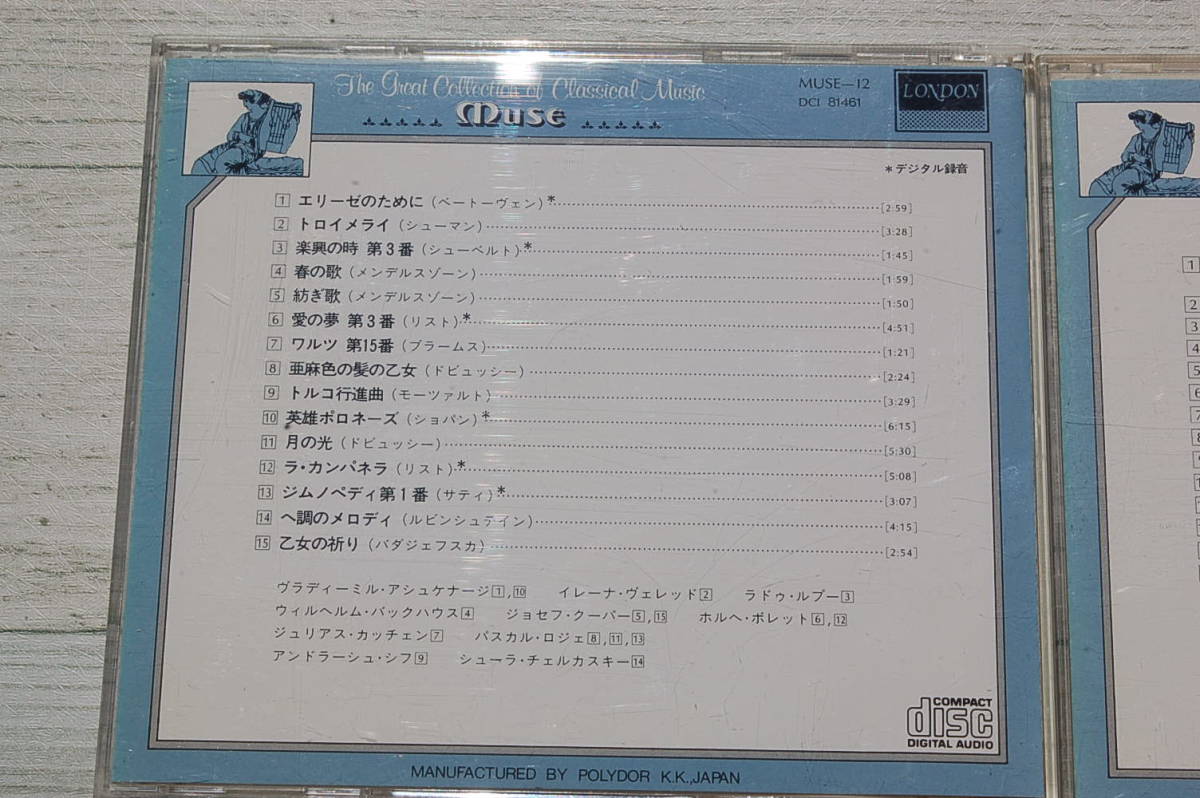 The Great Collection of Classical Music
Muse
MUSE—12
DCI 81461
LONDON
*デジタル録音
1 エリーゼのために(ベートーヴェン)* [2:59]
2 トロイメライ(シューマン) [3:28]
3 楽興の時 第3番(シューベルト)* [1:45]
4 春の歌(メンデルスゾーン) [1:59]
5 紡ぎ歌(メンデルスゾーン) [1:50]
6 愛の夢 第3番(リスト)* [4:51]
7 ワルツ 第15番(ブラームス) [1:21]
8 亜麻色の髪の乙女(ドビュッシー) [2:24]
9 トルコ行進曲(モーツァルト) [3:29]
10 英雄ポロネーズ(ショパン)* [6:15]
11 月の光(ドビュッシー) [5:30]
12 ラ・カンパネラ(リスト)* [5:08]
13 ジムノペディ第1番(サティ)* [3:07]
14 ヘ調のメロディ(ルビンシュテイン) [4:15]
15 乙女の祈り(バダジェフスカ) [2:54]
ヴラディーミル・アシュケナージ1,10 イレーナ・ヴェレッド2 ラドゥ・ルプー3
ウィルヘルム・バックハウス4 ジョセフ・クーパー5,15 ホルヘ・ボレット6,12
ジュリアス・カッチェン7 パスカル・ロジェ8,11,13
アンドラーシュ・シフ9 シューラ・チェルカスキー14
COMPACT
disc
DIGITAL AUDIO
MANUFACTURED BY POLYDOR K.K.,JAPAN
1
2
3
4
5
6
7
8